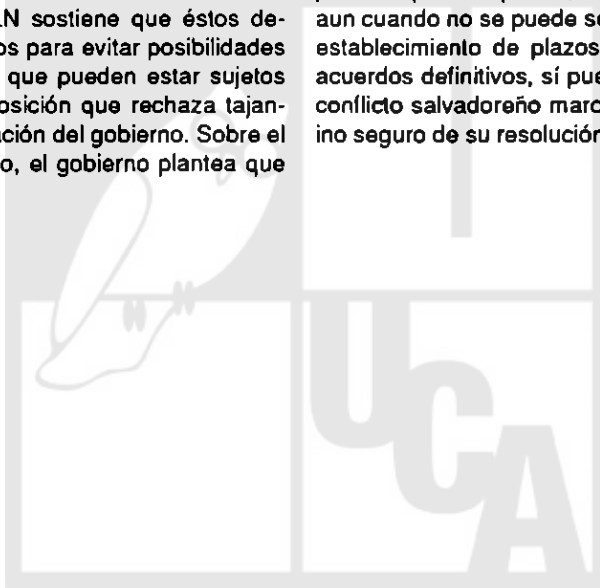 LN sostiene que éstos de-
os para evitar posibilidades
que pueden estar sujetos
osición que rechaza tajan-
ción del gobierno. Sobre el
o, el gobierno plantea que
aun cuando no se puede se
establecimiento de plazos
acuerdos definitivos, sí pue
conflicto salvadoreño marc
ino seguro de su resolución
UCA